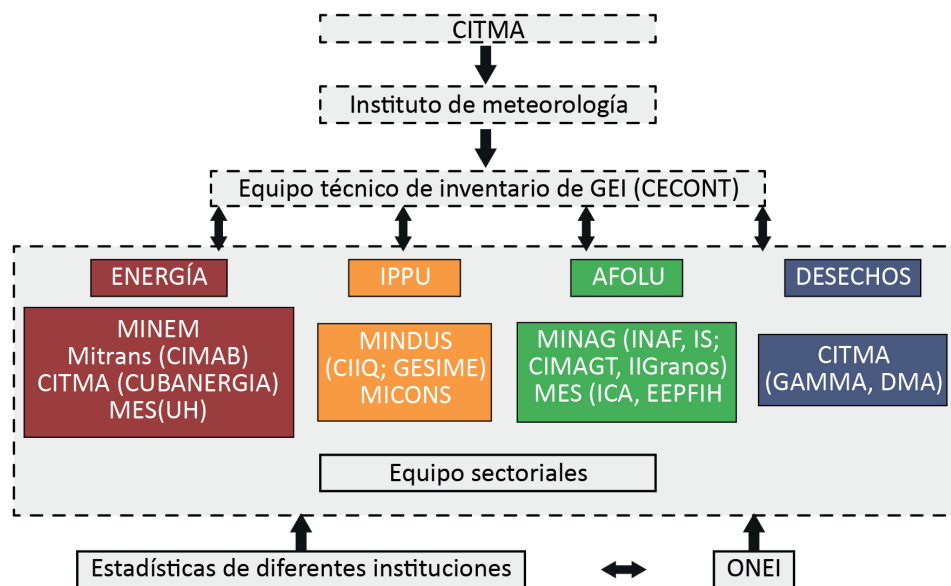 CITMA
Instituto de meteorología
Equipo técnico de inventario de GEI (CECONT)
ENERGÍA
IPPU
AFOLU
DESECHOS
MINEM
Mitrans (CIMAB)
CITMA (CUBANERGIA)
MES(UH)
MINDUS
(CIIQ; GESIME)
MICONS
MINAG (INAF, IS;
CIMAGT, IIGranos)
MES (ICA, EEPFIH
CITMA
(GAMMA, DMA)
Equipo sectoriales
Estadísticas de diferentes instituciones
ONEI